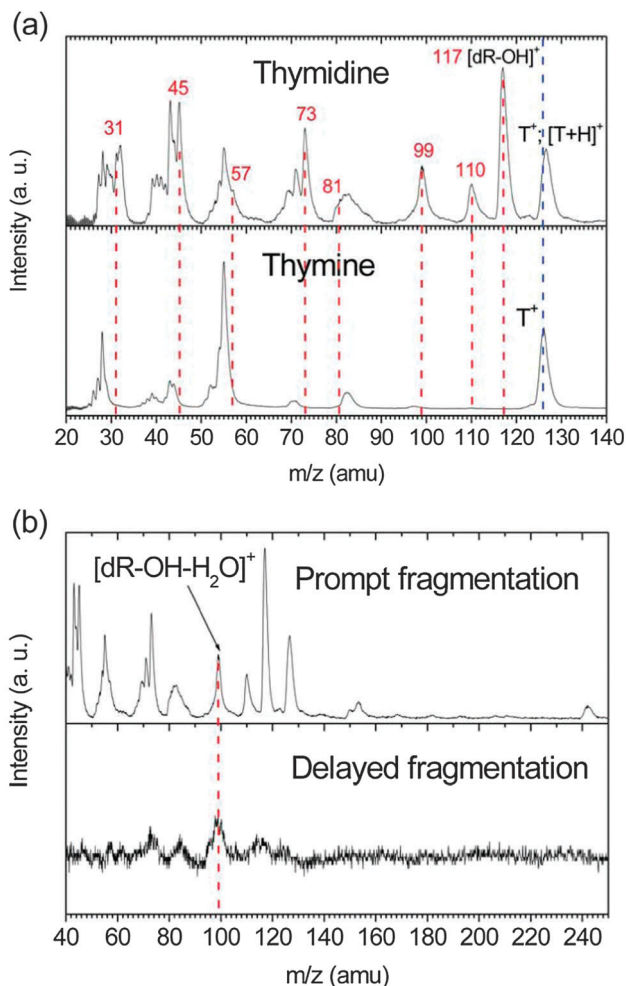 (a)
Thymidine
31
45
57
73
81
99
110
117 [dR-OH]⁺
T⁺; [T+H]⁺
Thymine
T⁺
Intensity (a. u.)
20 30 40 50 60 70 80 90 100 110 120 130 140
m/z (amu)
(b)
[dR-OH-H₂O]⁺
Prompt fragmentation
Delayed fragmentation
Intensity (a. u.)
40 60 80 100 120 140 160 180 200 220 240
m/z (amu)